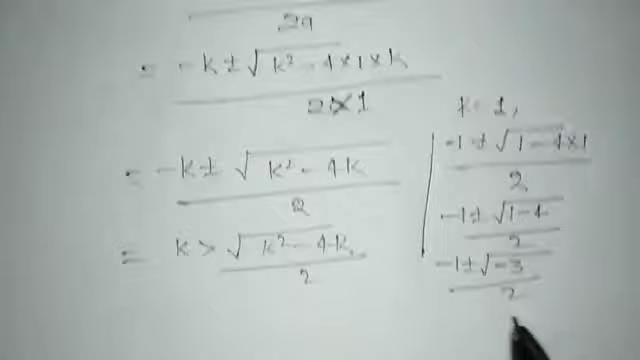 2a
= -k ± √k² - 4×1×k
2×1
= -k ± √k² - 4k
2
= k > √k² - 4k
2
k = 1,
-1 ± √1 - 4×1
2
-1 ± √1 - 4
2
-1 ± √-3
2